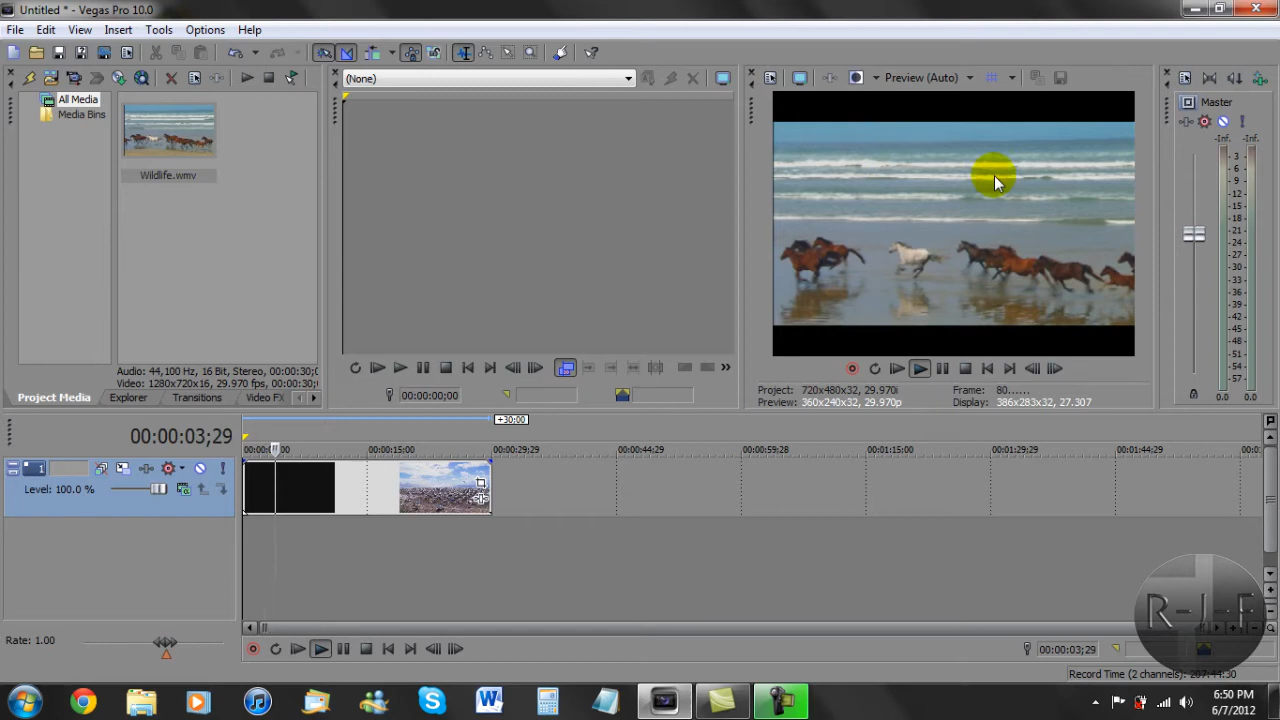 Untitled * - Vegas Pro 10.0
File Edit View Insert Tools Options Help
(None)
Preview (Auto)
All Media
Media Bins
Wildlife.wmv
Master
-Inf. -Inf.
3
6
9
12
15
18
21
24
27
30
33
36
39
42
45
48
51
54
57
0.0 0.0
Audio: 44,100 Hz, 16 Bit, Stereo, 00:00:30;0
Video: 1280x720x16, 29.970 fps, 00:00:30;0
Project Media Explorer Transitions Video FX
00:00:00;00
Project: 720x480x32, 29.970i
Preview: 360x240x32, 29.970p
Frame: 80......
Display: 386x283x32, 27.307
+30;00
00:00:03;29
00:00:15;00 00:00:29;29 00:00:44;29 00:00:59;28 00:01:15;00 00:01:29;29 00:01:44;29
1
Level: 100.0 %
R-J-F
Rate: 1.00
00:00:03;29
Record Time (2 channels): 207:44:30
6:50 PM
6/7/2012